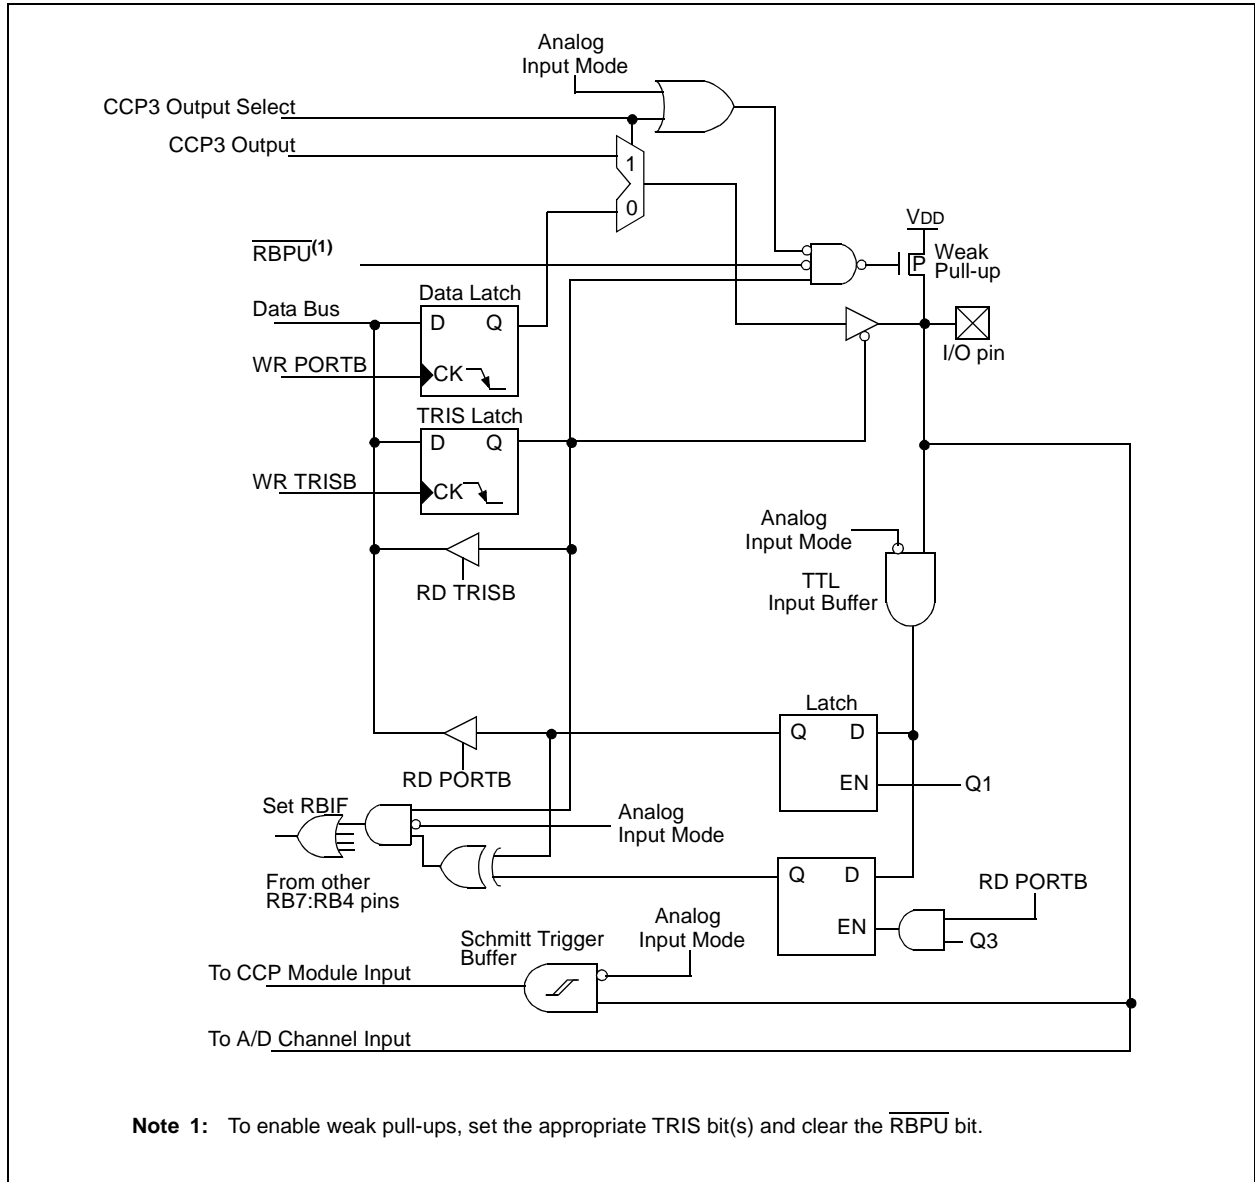 Analog
Input Mode
CCP3 Output Select
CCP3 Output
1
0
VDD
RBPU(1)
P
Weak
Pull-up
Data Bus
Data Latch
D Q
I/O pin
WR PORTB
CK
TRIS Latch
D Q
WR TRISB
CK
Analog
Input Mode
TTL
Input Buffer
RD TRISB
Latch
Q D
EN
Q1
RD PORTB
Set RBIF
Analog
Input Mode
From other
RB7:RB4 pins
Q D
EN
RD PORTB
Q3
Analog
Input Mode
Schmitt Trigger
Buffer
To CCP Module Input
To A/D Channel Input
Note 1: To enable weak pull-ups, set the appropriate TRIS bit(s) and clear the RBPU bit.